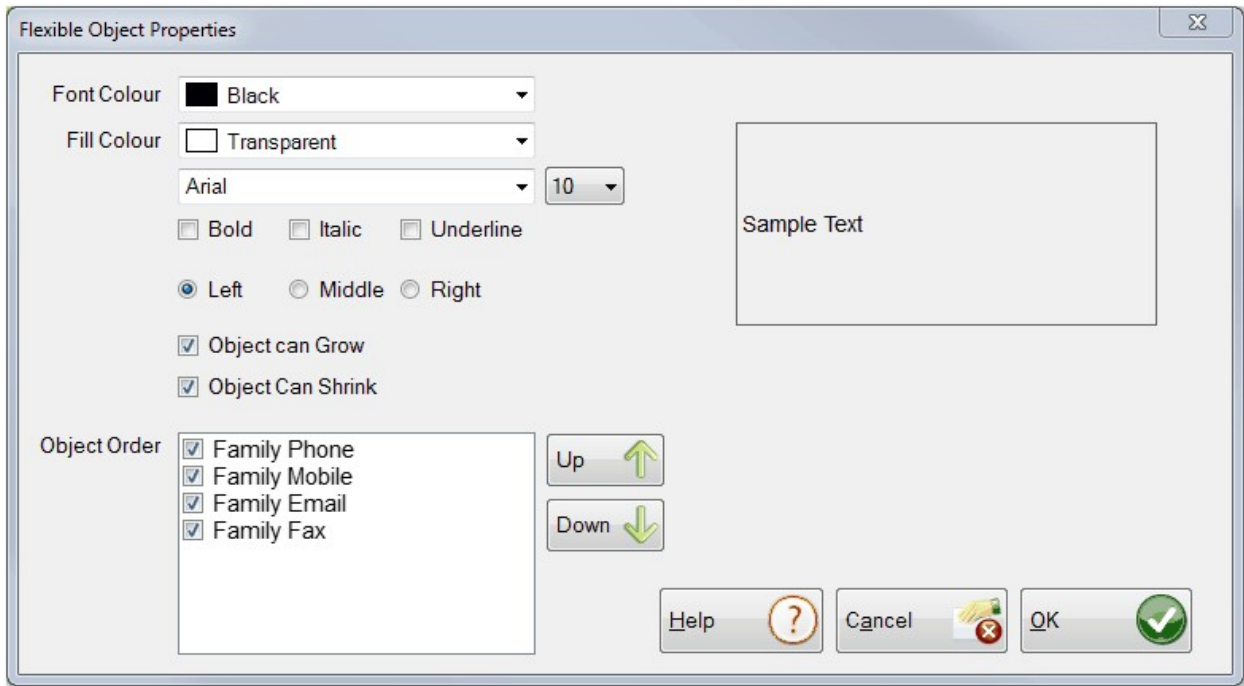 Flexible Object Properties
Font Colour Black
Fill Colour Transparent
Arial 10
Bold Italic Underline
Sample Text
Left Middle Right
Object can Grow
Object Can Shrink
Object Order
Family Phone
Family Mobile
Family Email
Family Fax
Up
Down
Help ? Cancel OK